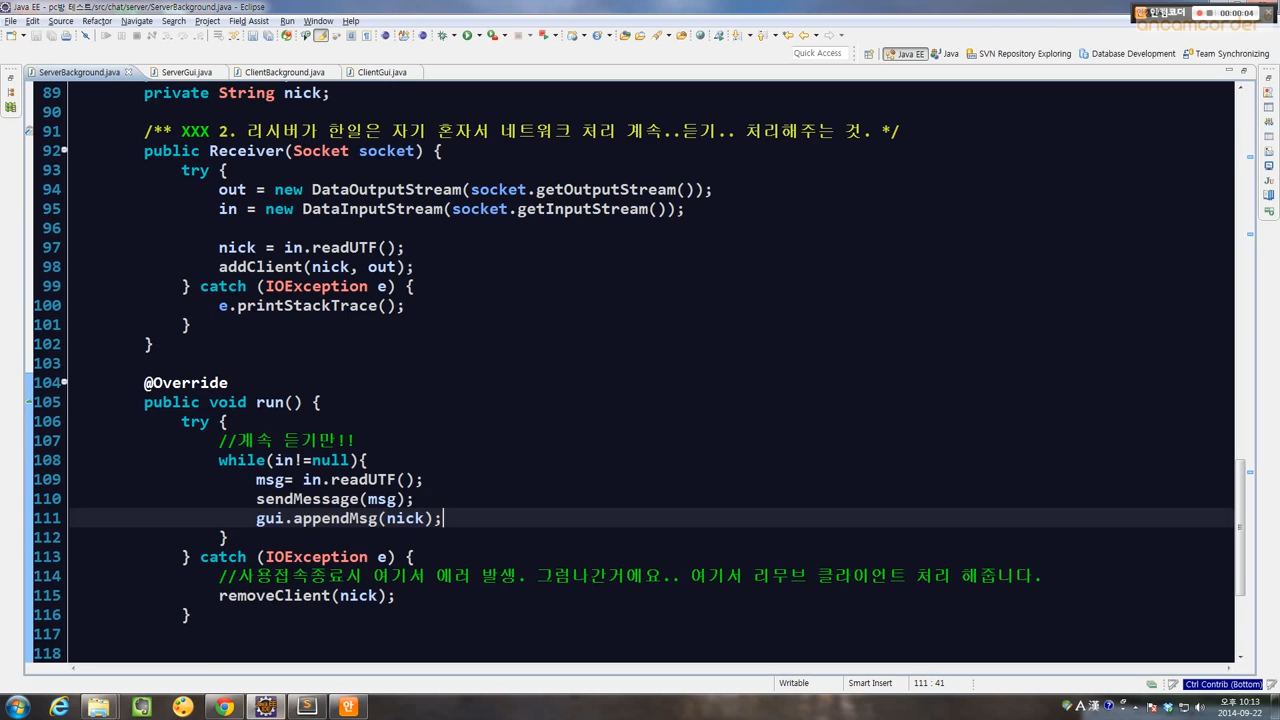 Java EE - pc방 테스트/src/chat/server/ServerBackground.java - Eclipse
안캠코더 00:00:04
ancamcorder
File Edit Source Refactor Navigate Search Project Field Assist Run Window Help
Quick Access Java EE Java SVN Repository Exploring Database Development Team Synchronizing
ServerBackground.java ServerGui.java ClientBackground.java ClientGui.java
89 private String nick;
90
91 /** XXX 2. 리시버가 한일은 자기 혼자서 네트워크 처리 계속..듣기.. 처리해주는 것. */
92 public Receiver(Socket socket) {
93 try {
94 out = new DataOutputStream(socket.getOutputStream());
95 in = new DataInputStream(socket.getInputStream());
96
97 nick = in.readUTF();
98 addClient(nick, out);
99 } catch (IOException e) {
100 e.printStackTrace();
101 }
102 }
103
104 @Override
105 public void run() {
106 try {
107 //계속 듣기만!!
108 while(in!=null){
109 msg= in.readUTF();
110 sendMessage(msg);
111 gui.appendMsg(nick);
112 }
113 } catch (IOException e) {
114 //사용접속종료시 여기서 에러 발생. 그럼나간거에요.. 여기서 리무브 클라이언트 처리 해줍니다.
115 removeClient(nick);
116 }
117
118
Writable Smart Insert 111 : 41 Ctrl Contrib (Bottom)
안 A 漢 오후 10:13
2014-09-22